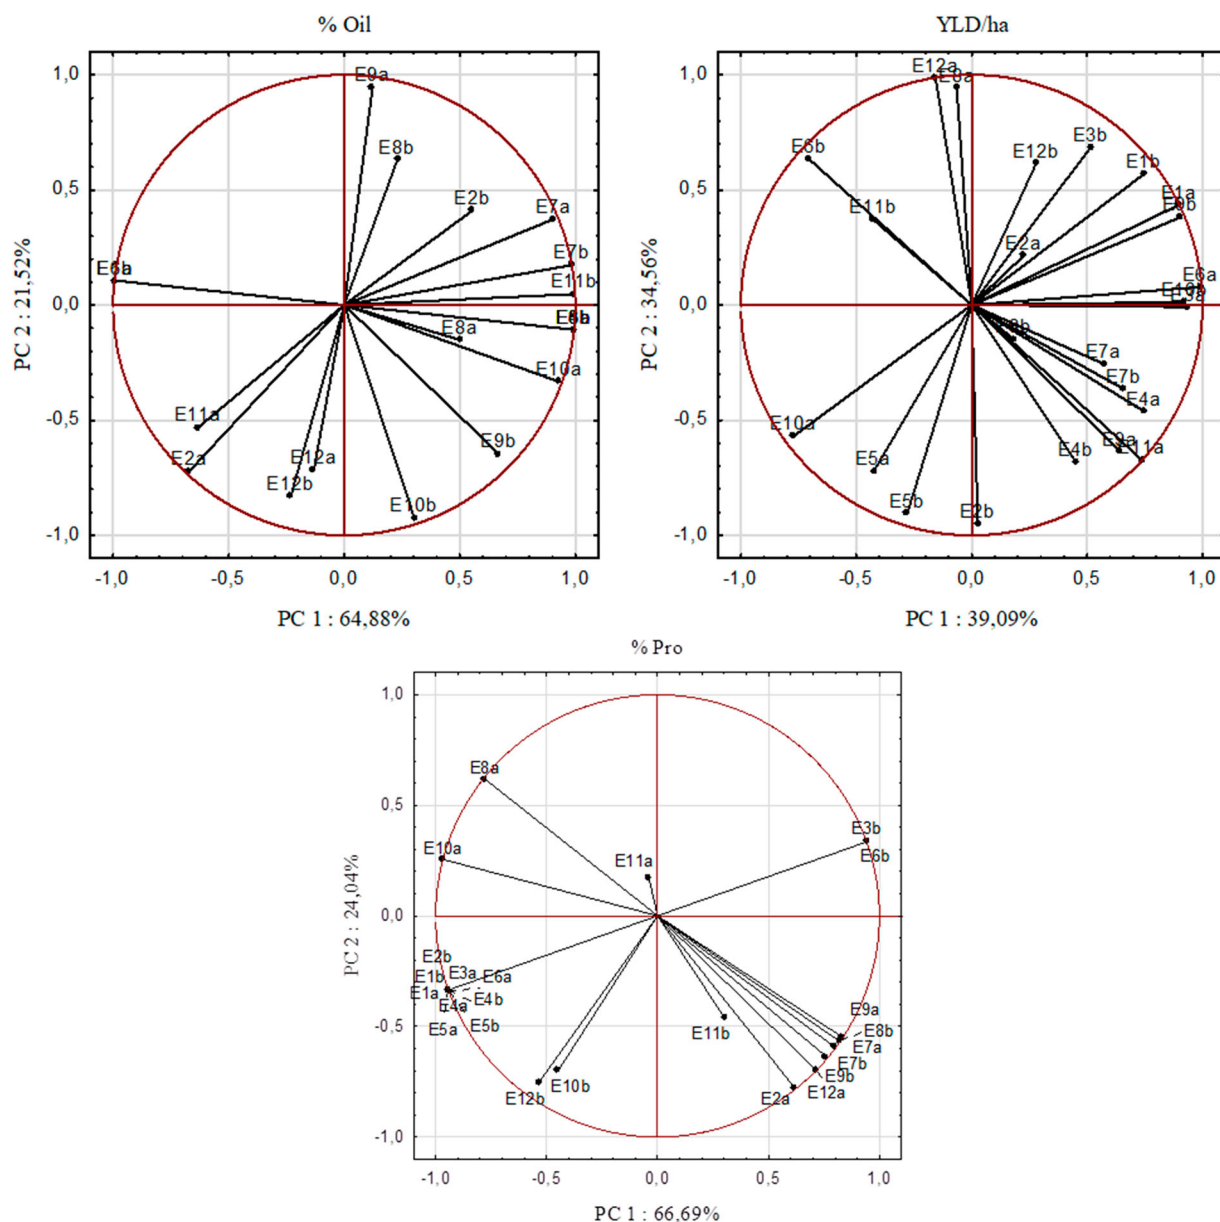 % Oil
1,0
0,5
0,0
-0,5
-1,0
PC 2 : 21,52%
E9a
E8b
E2b
E7a
E7b
E11b
E8a
E10a
E11a
E9b
E2a
E12a
E12b
E10b
-1,0 -0,5 0,0 0,5 1,0
PC 1 : 64,88%
YLD/ha
1,0
0,5
0,0
-0,5
-1,0
PC 2 : 34,56%
E12a
E8a
E6b
E12b
E3b
E1b
E11b
E1a
E9b
E2a
E6a
E7a
E7b
E4a
E10a
E9a
E11a
E4b
E5a
E5b
E2b
-1,0 -0,5 0,0 0,5 1,0
PC 1 : 39,09%
% Pro
1,0
0,5
0,0
-0,5
-1,0
PC 2 : 24,04%
E8a
E3b
E10a
E11a
E6b
E2b
E1b E3a E6a
E1a
E4a E4b
E5a E5b
E11b
E9a
E8b
E7a
E7b
E9b
E12b E10b
E2a E12a
-1,0 -0,5 0,0 0,5 1,0
PC 1 : 66,69%